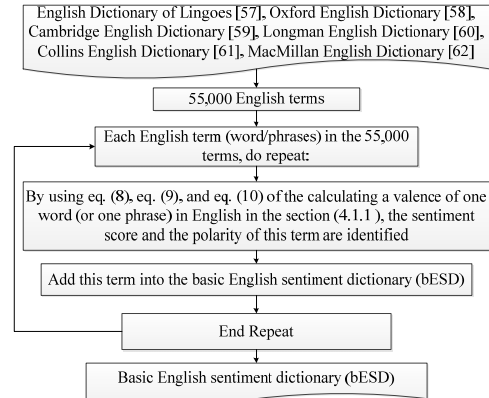 English Dictionary of Lingoes [57], Oxford English Dictionary [58],
Cambridge English Dictionary [59], Longman English Dictionary [60],
Collins English Dictionary [61], MacMillan English Dictionary [62]
55,000 English terms
Each English term (word/phrases) in the 55,000
terms, do repeat:
By using eq. (8), eq. (9), and eq. (10) of the calculating a valence of one
word (or one phrase) in English in the section (4.1.1 ), the sentiment
score and the polarity of this term are identified
Add this term into the basic English sentiment dictionary (bESD)
End Repeat
Basic English sentiment dictionary (bESD)